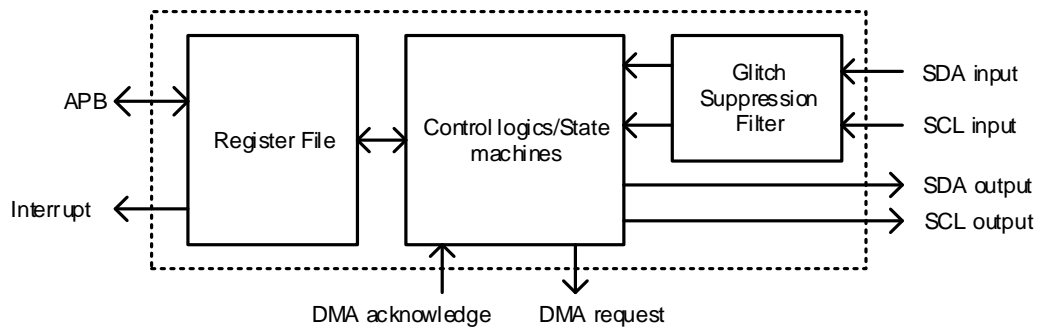 APB
Interrupt
Register File
Control logics/State
machines
Glitch
Suppression
Filter
SDA input
SCL input
SDA output
SCL output
DMA acknowledge
DMA request